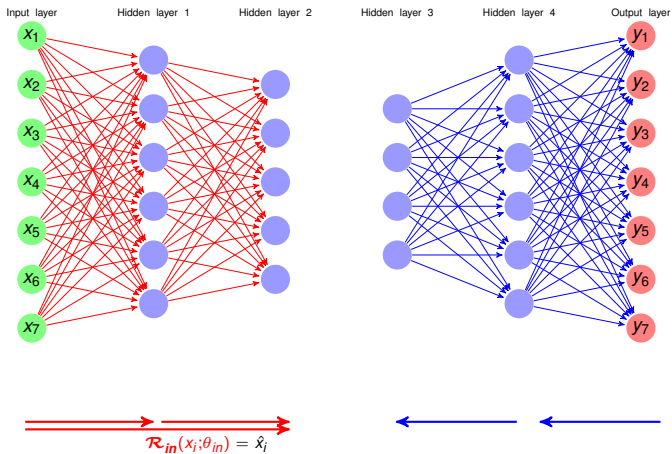 Input layer
Hidden layer 1
Hidden layer 2
Hidden layer 3
Hidden layer 4
Output layer
x₁
x₂
x₃
x₄
x₅
x₆
x₇
y₁
y₂
y₃
y₄
y₅
y₆
y₇
𝓡ᵢₙ(xᵢ;θᵢₙ) = x̂ᵢ